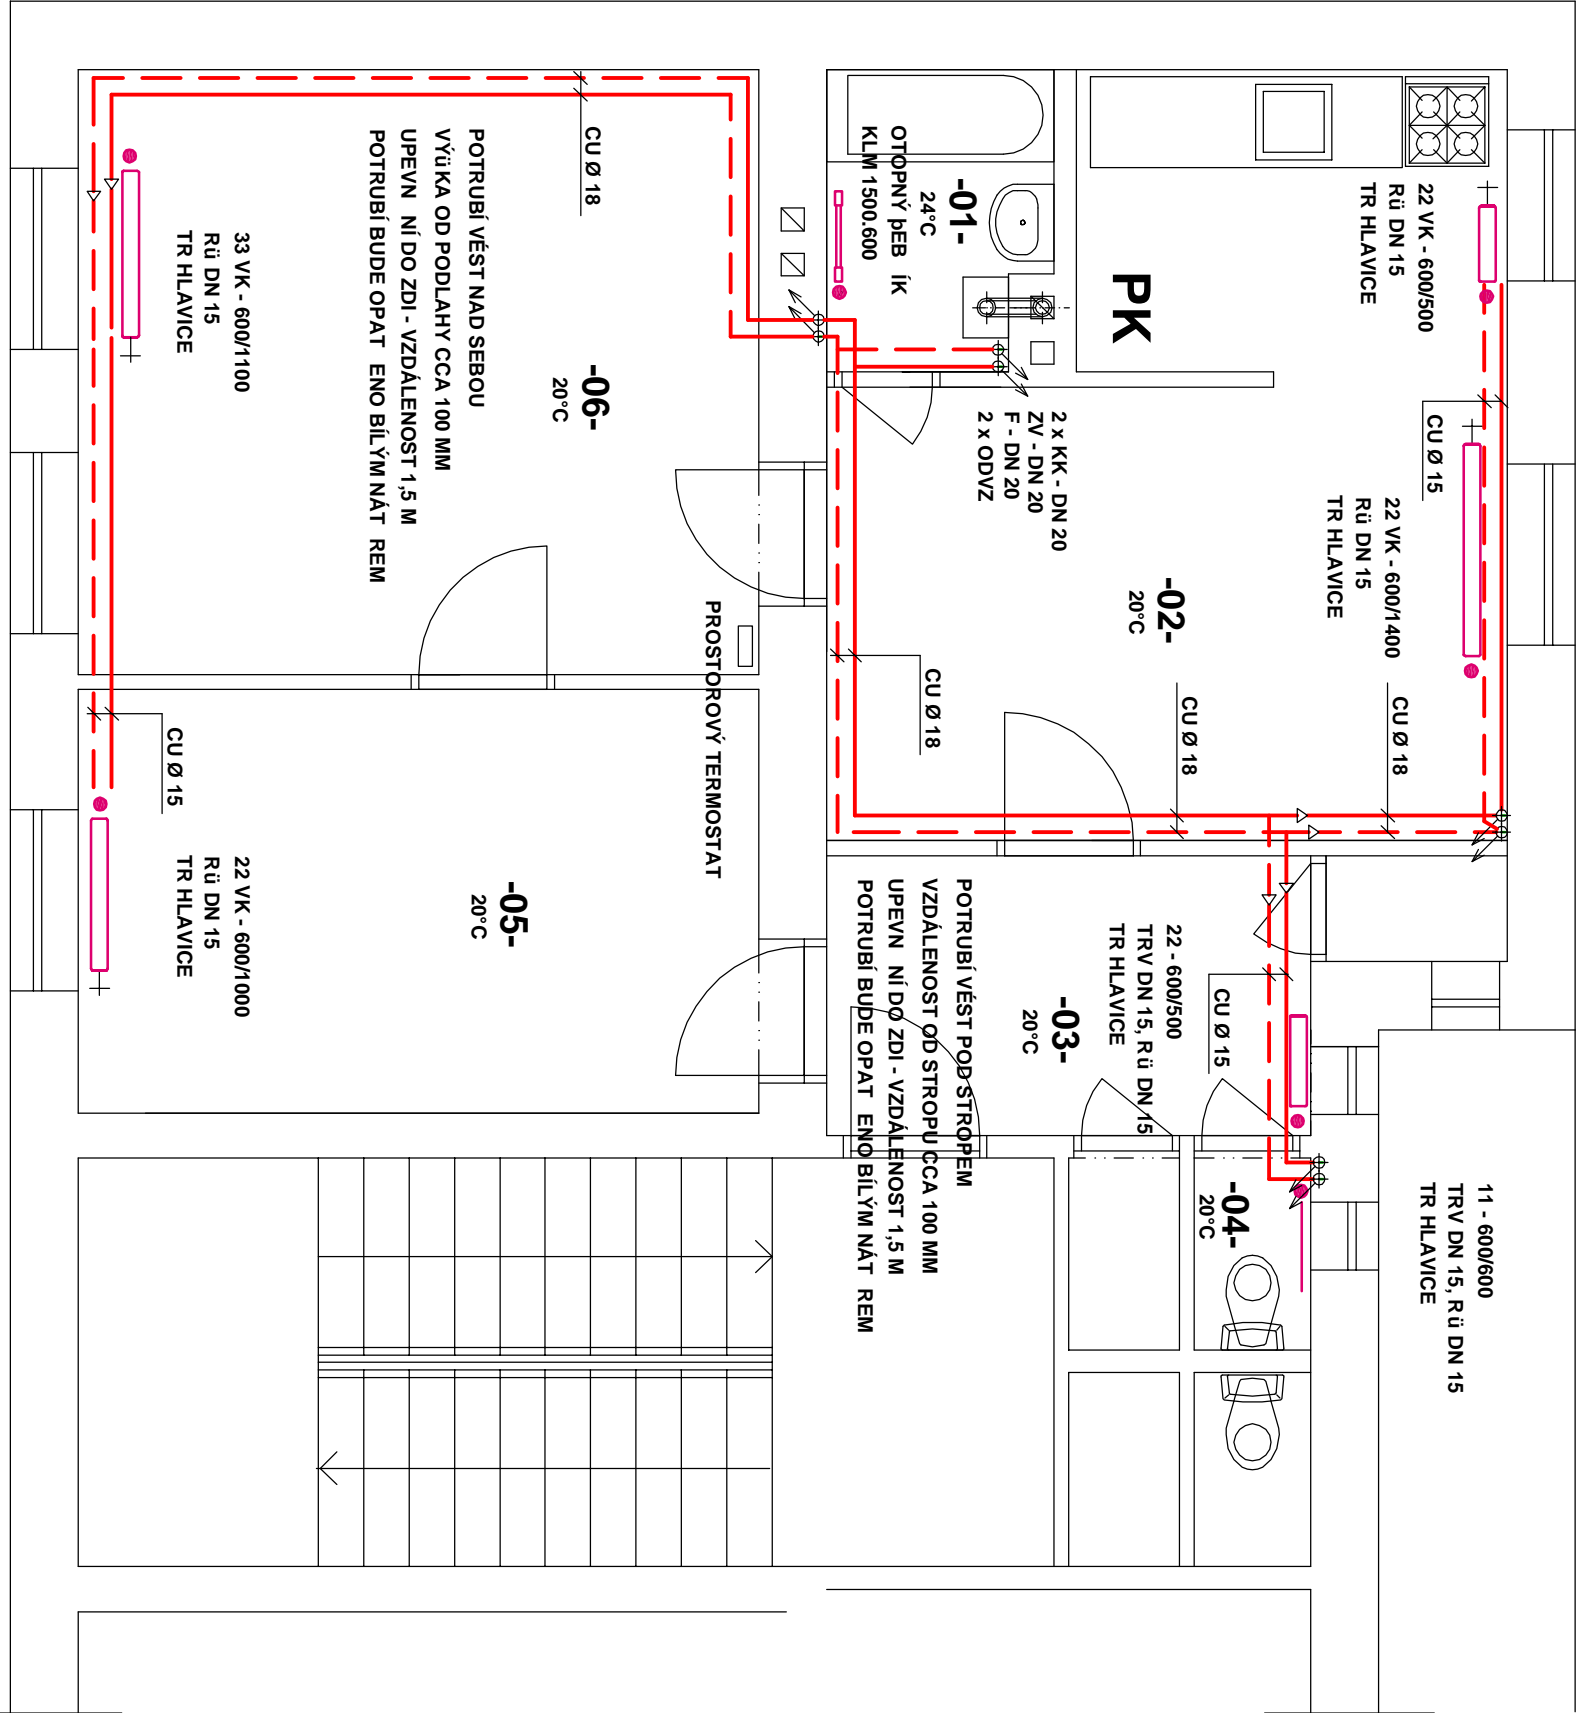 22 VK - 600/500
Rü DN 15
TR HLAVICE
CU Ø 15
22 VK - 600/1400
Rü DN 15
TR HLAVICE
CU Ø 18
CU Ø 18
CU Ø 18
PK
-01-
24°C
OTOPNÝ þEB ÍK
KLM 1500.600
2 x KK - DN 20
ZV - DN 20
F - DN 20
2 x ODVZ
-02-
20°C
CU Ø 18
POTRUBÍ VÉST NAD SEBOU
VÝüKA OD PODLAHY CCA 100 MM
UPEVN NÍ DO ZDI - VZDÁLENOST 1,5 M
POTRUBÍ BUDE OPAT ENO BÍLÝM NÁT REM
-06-
20°C
33 VK - 600/1100
Rü DN 15
TR HLAVICE
PROSTOROVÝ TERMOSTAT
CU Ø 15
22 VK - 600/1000
Rü DN 15
TR HLAVICE
-05-
20°C
22 - 600/500
TRV DN 15, Rü DN 15
TR HLAVICE
CU Ø 15
-03-
20°C
POTRUBÍ VÉST POD STROPEM
VZDÁLENOST OD STROPU CCA 100 MM
UPEVN NÍ DO ZDI - VZDÁLENOST 1,5 M
POTRUBÍ BUDE OPAT ENO BÍLÝM NÁT REM
-04-
20°C
11 - 600/600
TRV DN 15, Rü DN 15
TR HLAVICE